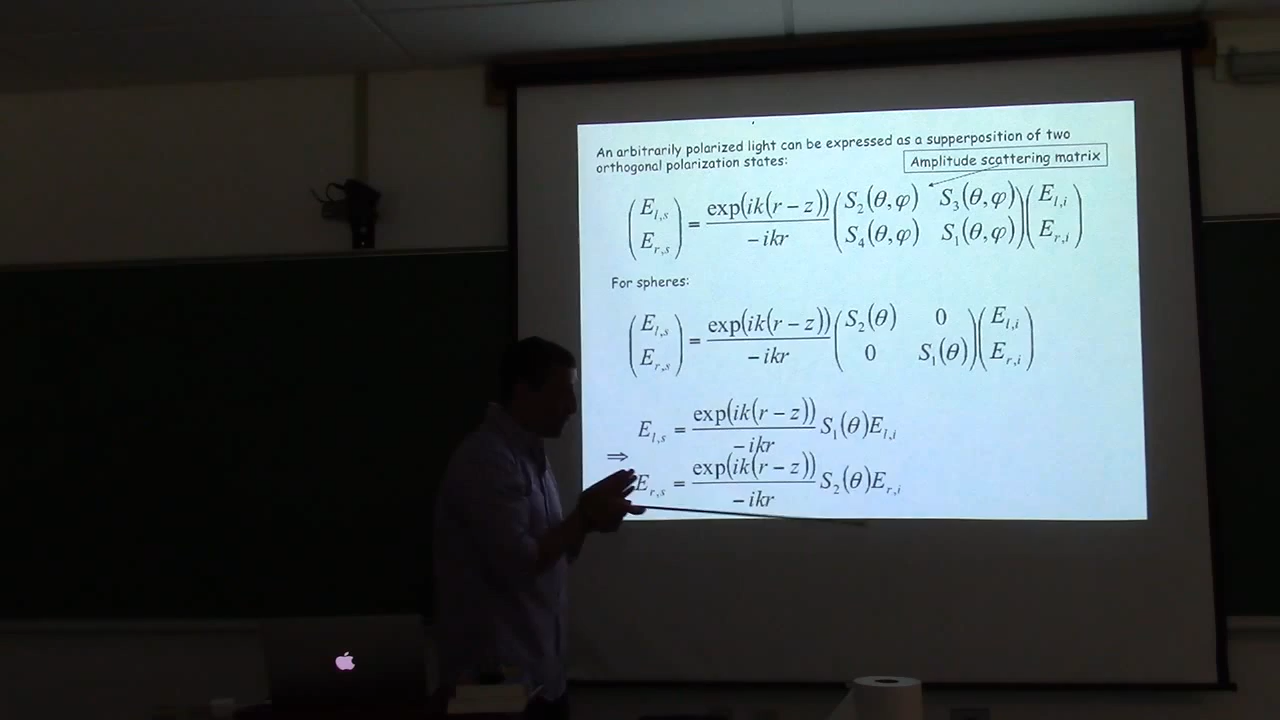 An arbitrarily polarized light can be expressed as a supperposition of two
orthogonal polarization states:
Amplitude scattering matrix
(E_{l,s} ; E_{r,s}) = exp(ik(r − z)) / −ikr (S_2(θ,φ) S_3(θ,φ) ; S_4(θ,φ) S_1(θ,φ)) (E_{l,i} ; E_{r,i})
For spheres:
(E_{l,s} ; E_{r,s}) = exp(ik(r − z)) / −ikr (S_2(θ) 0 ; 0 S_1(θ)) (E_{l,i} ; E_{r,i})
E_{l,s} = exp(ik(r − z)) / −ikr S_1(θ)E_{l,i}
⇒
E_{r,s} = exp(ik(r − z)) / −ikr S_2(θ)E_{r,i}